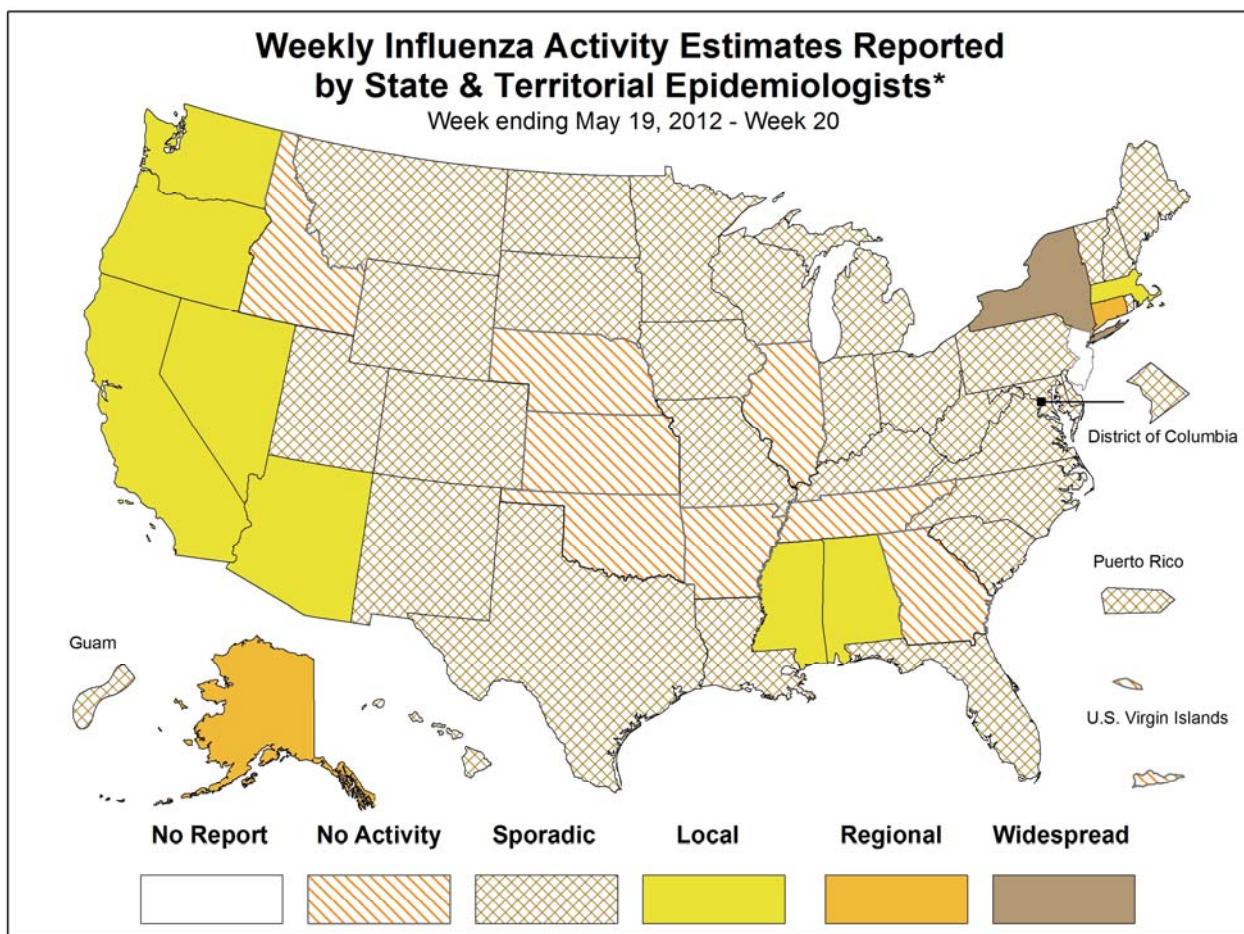 Weekly Influenza Activity Estimates Reported
by State & Territorial Epidemiologists*
Week ending May 19, 2012 - Week 20
District of Columbia
Puerto Rico
Guam
U.S. Virgin Islands
No Report No Activity Sporadic Local Regional Widespread